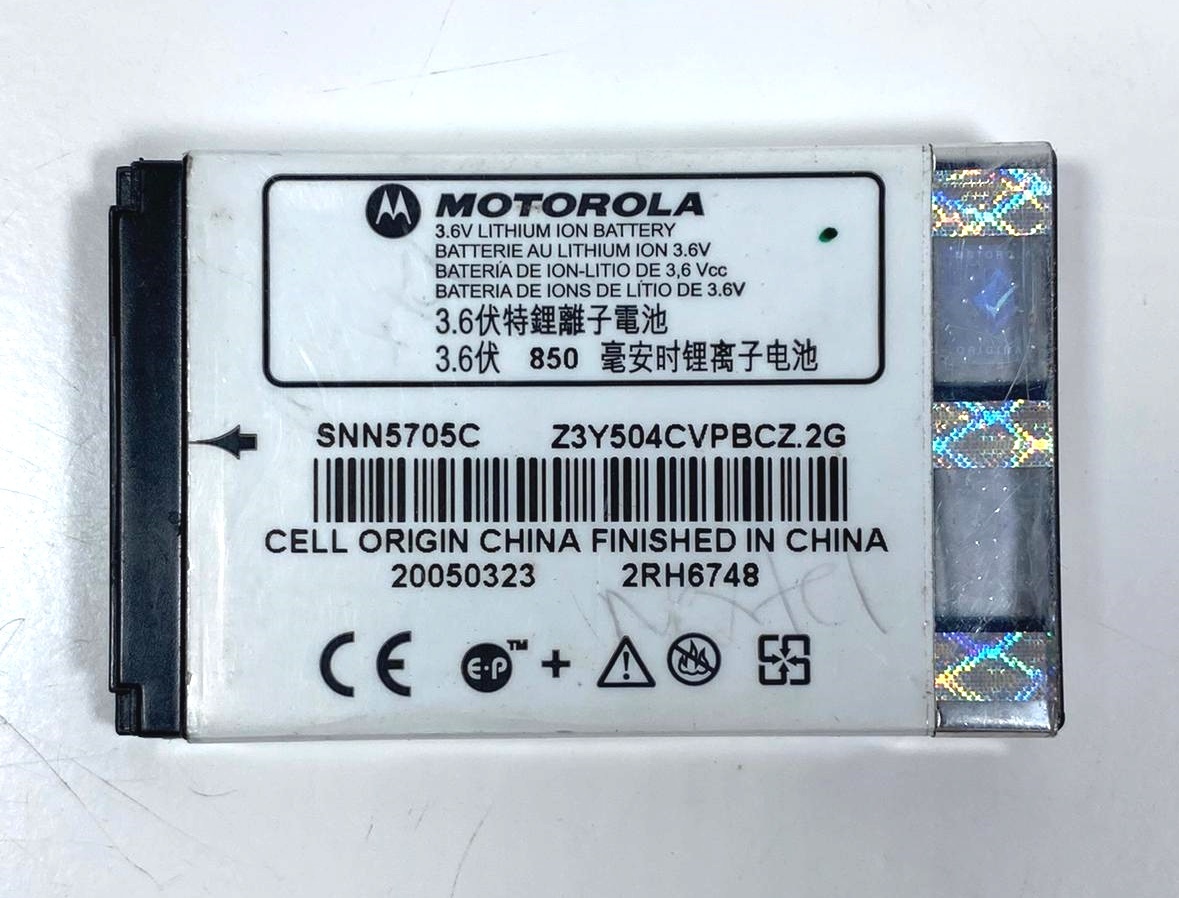 MOTOROLA
3.6V LITHIUM ION BATTERY
BATTERIE AU LITHIUM ION 3.6V
BATERÍA DE ION-LITIO DE 3,6 Vcc
BATERIA DE IONS DE LÍTIO DE 3.6V
3.6伏特鋰離子電池
3.6伏 850 毫安时锂离子电池
SNN5705C Z3Y504CVPBCZ.2G
CELL ORIGIN CHINA FINISHED IN CHINA
20050323 2RH6748
CE E·P™ +
MOTOROLA
ORIGINAL